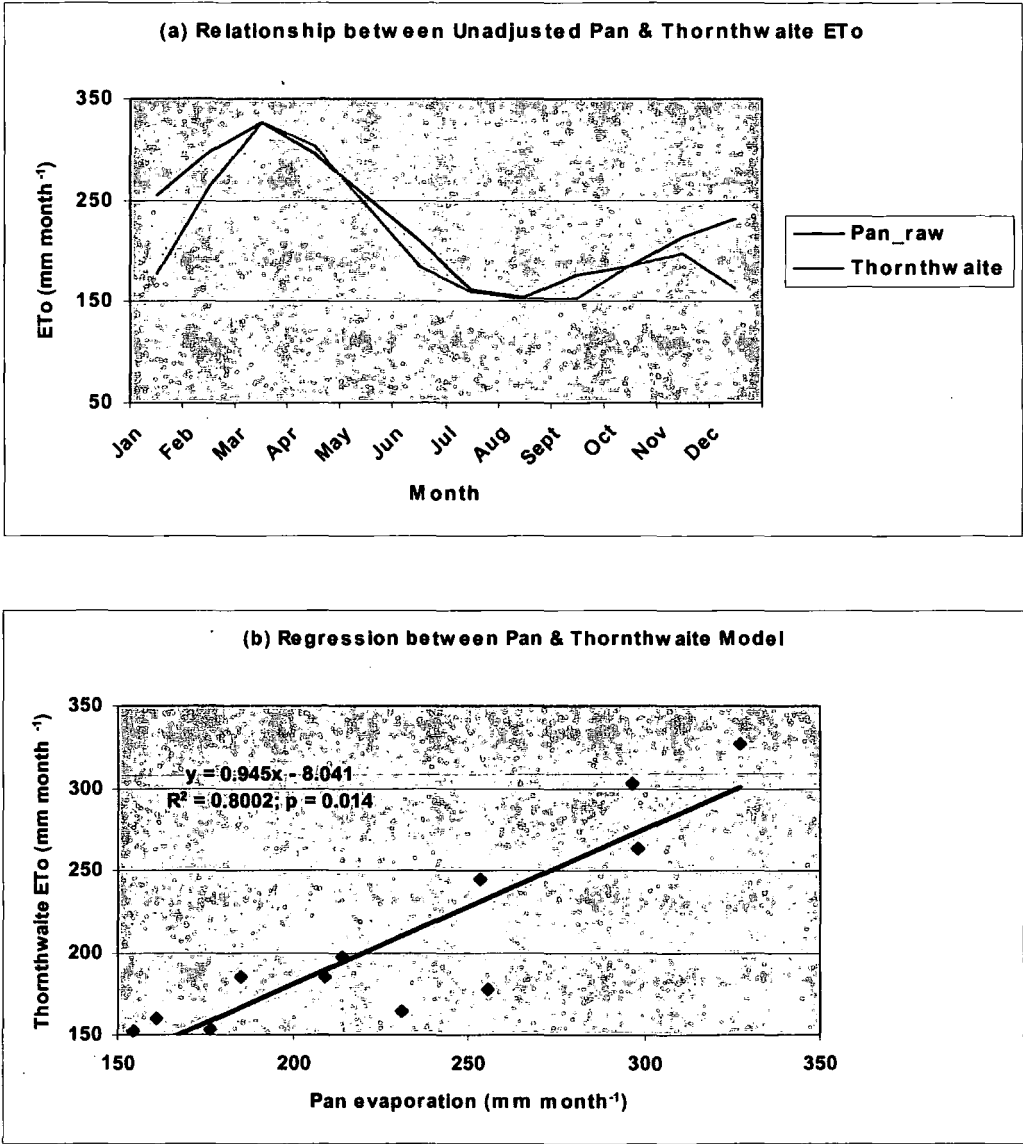 (a) Relationship between Unadjusted Pan & Thornthwaite ETo
350
250
150
50
ETo (mm month -1)
Jan Feb Mar Apr May Jun Jul Aug Sept Oct Nov Dec
Month
Pan_raw
Thornthwaite
(b) Regression between Pan & Thornthwaite Model
350
300
250
200
150
Thornthwaite ETo (mm month -1)
y = 0.945x - 8.041
R² = 0.8002; p = 0.014
150 200 250 300 350
Pan evaporation (mm month-1)